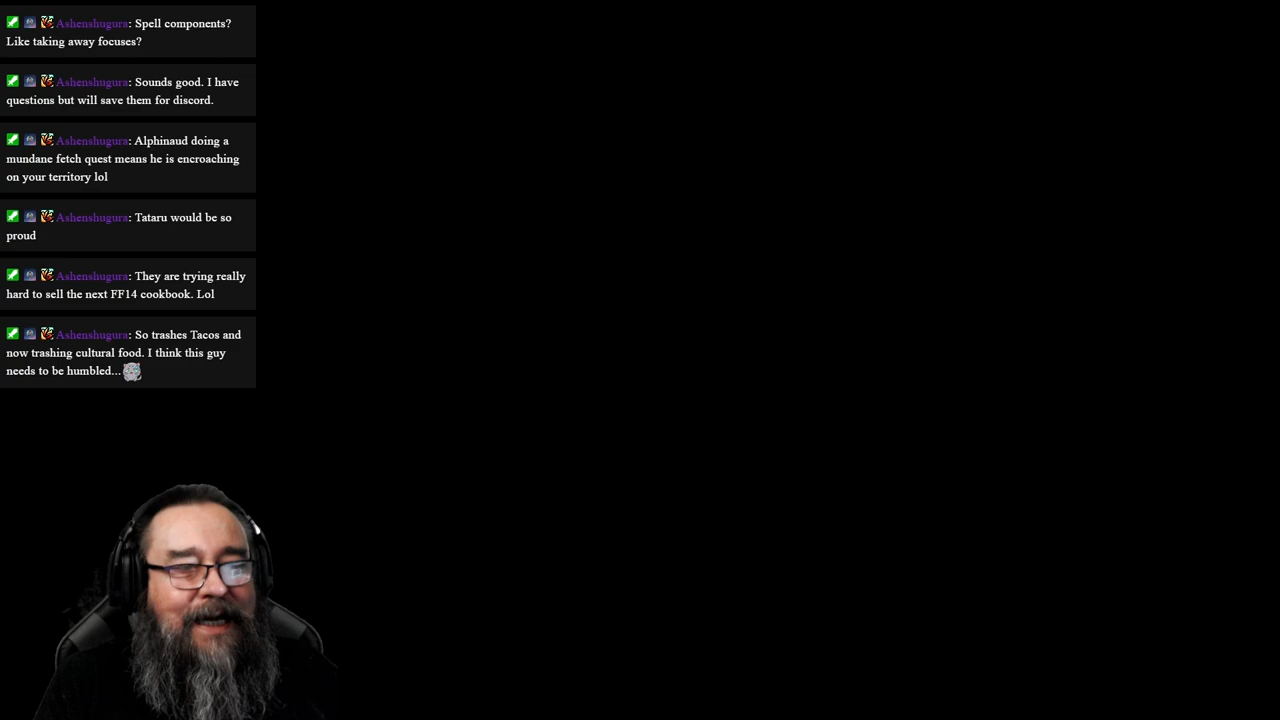 Ashenshugura: Spell components?
Like taking away focuses?
Ashenshugura: Sounds good. I have
questions but will save them for discord.
Ashenshugura: Alphinaud doing a
mundane fetch quest means he is encroaching
on your territory lol
Ashenshugura: Tataru would be so
proud
Ashenshugura: They are trying really
hard to sell the next FF14 cookbook. Lol
Ashenshugura: So trashes Tacos and
now trashing cultural food. I think this guy
needs to be humbled...